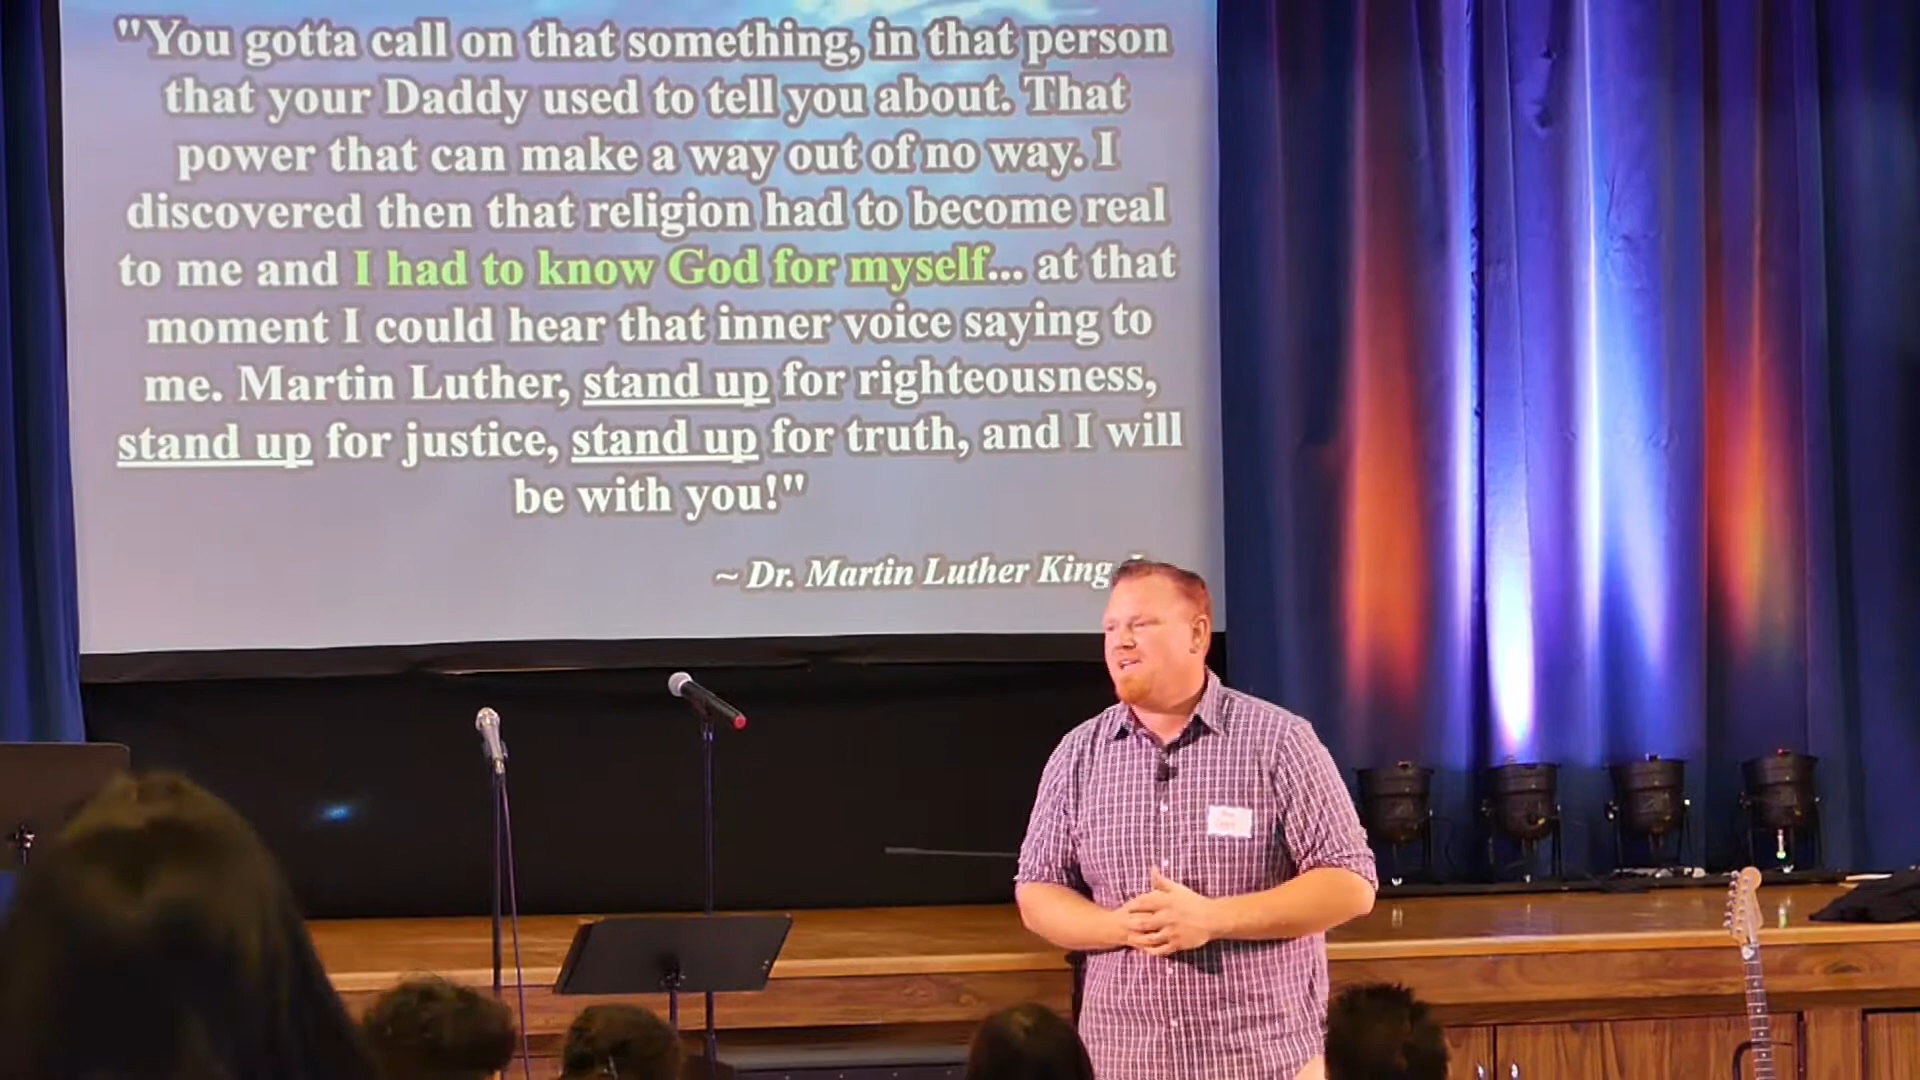 "You gotta call on that something, in that person
that your Daddy used to tell you about. That
power that can make a way out of no way. I
discovered then that religion had to become real
to me and I had to know God for myself... at that
moment I could hear that inner voice saying to
me. Martin Luther, stand up for righteousness,
stand up for justice, stand up for truth, and I will
be with you!"
~ Dr. Martin Luther King